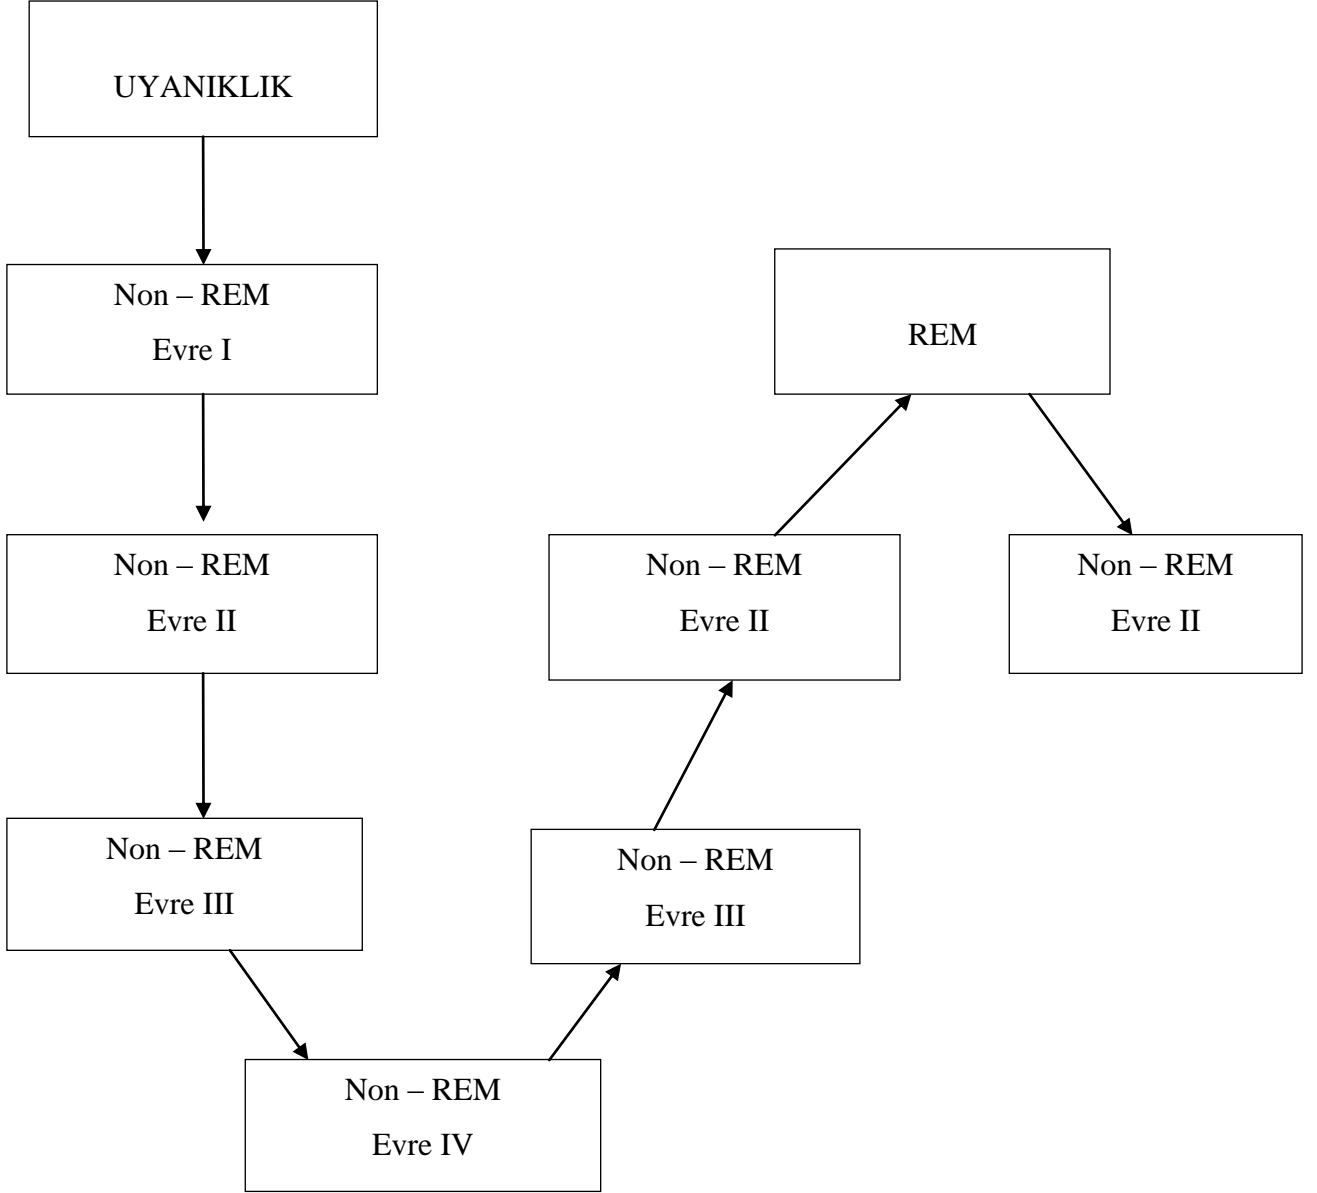 UYANIKLIK
Non – REM
Evre I
Non – REM
Evre II
Non – REM
Evre III
Non – REM
Evre IV
Non – REM
Evre III
Non – REM
Evre II
REM
Non – REM
Evre II